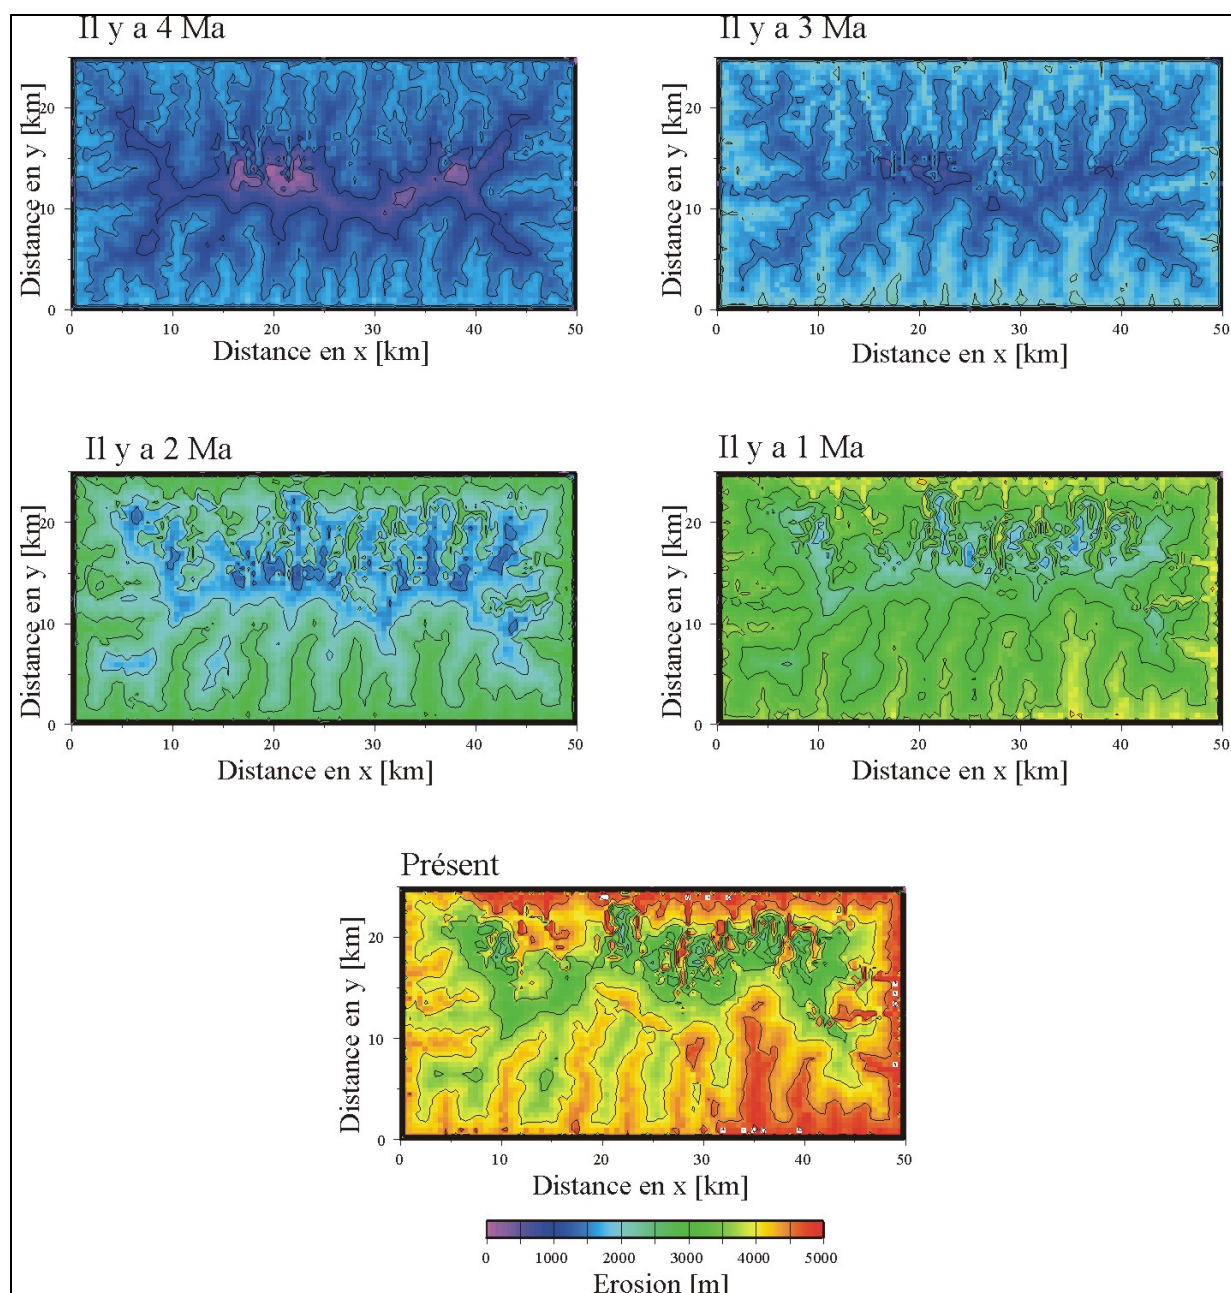 Il y a 4 Ma
Il y a 3 Ma
Distance en y [km]
20
10
0
0 10 20 30 40 50
Distance en x [km]
Distance en y [km]
20
10
0
0 10 20 30 40 50
Distance en x [km]
Il y a 2 Ma
Il y a 1 Ma
Distance en y [km]
20
10
0
0 10 20 30 40 50
Distance en x [km]
Distance en y [km]
20
10
0
0 10 20 30 40 50
Distance en x [km]
Présent
Distance en y [km]
20
10
0
0 10 20 30 40 50
Distance en x [km]
0 1000 2000 3000 4000 5000
Erosion [m]